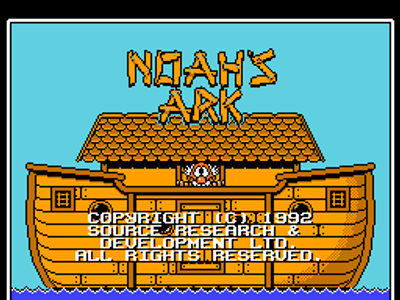 NOAH'S
ARK
COPYRIGHT (C) 1992
SOURCE RESEARCH &
DEVELOPMENT LTD.
ALL RIGHTS RESERVED.